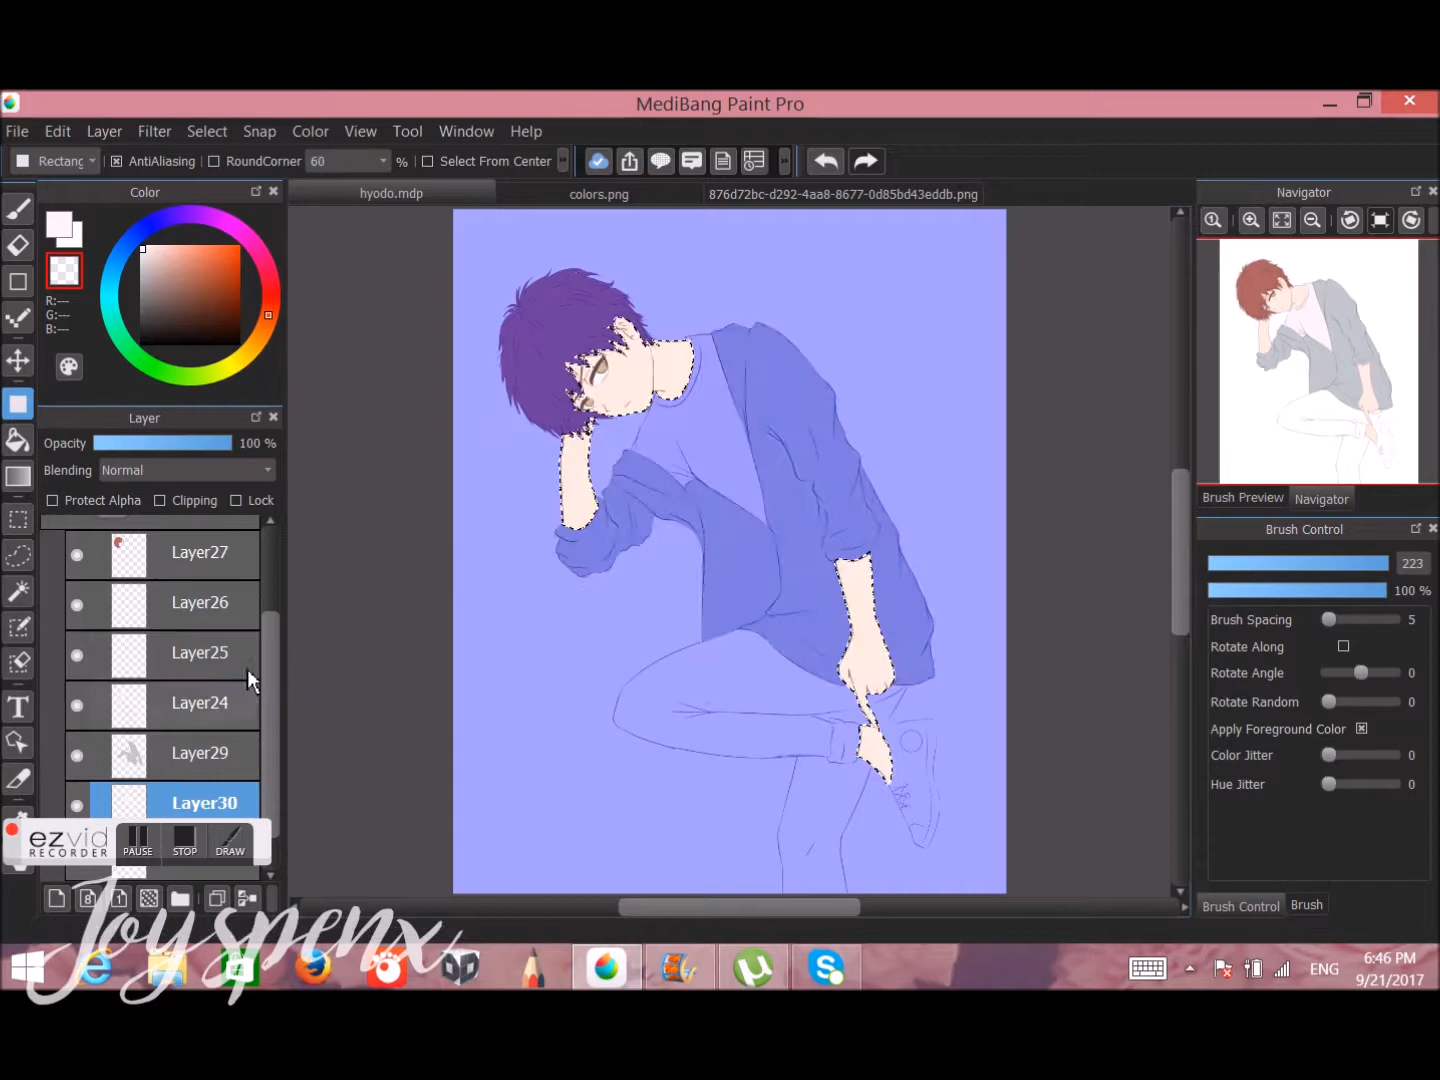 MediBang Paint Pro
File Edit Layer Filter Select Snap Color View Tool Window Help
Rectang AntiAliasing RoundCorner 60 % Select From Center
Color
hyodo.mdp colors.png 876d72bc-d292-4aa8-8677-0d85bd43eddb.png
Navigator
R:---
G:---
B:---
Layer
Opacity 100 %
Blending Normal
Protect Alpha Clipping Lock
Layer27
Layer26
Layer25
Layer24
Layer29
Layer30
ezvid
RECORDER
PAUSE STOP DRAW
8 1
Brush Preview Navigator
Brush Control
223
100 %
Brush Spacing 5
Rotate Along
Rotate Angle 0
Rotate Random 0
Apply Foreground Color
Color Jitter 0
Hue Jitter 0
Brush Control Brush
Joyspenx
ENG
6:46 PM
9/21/2017